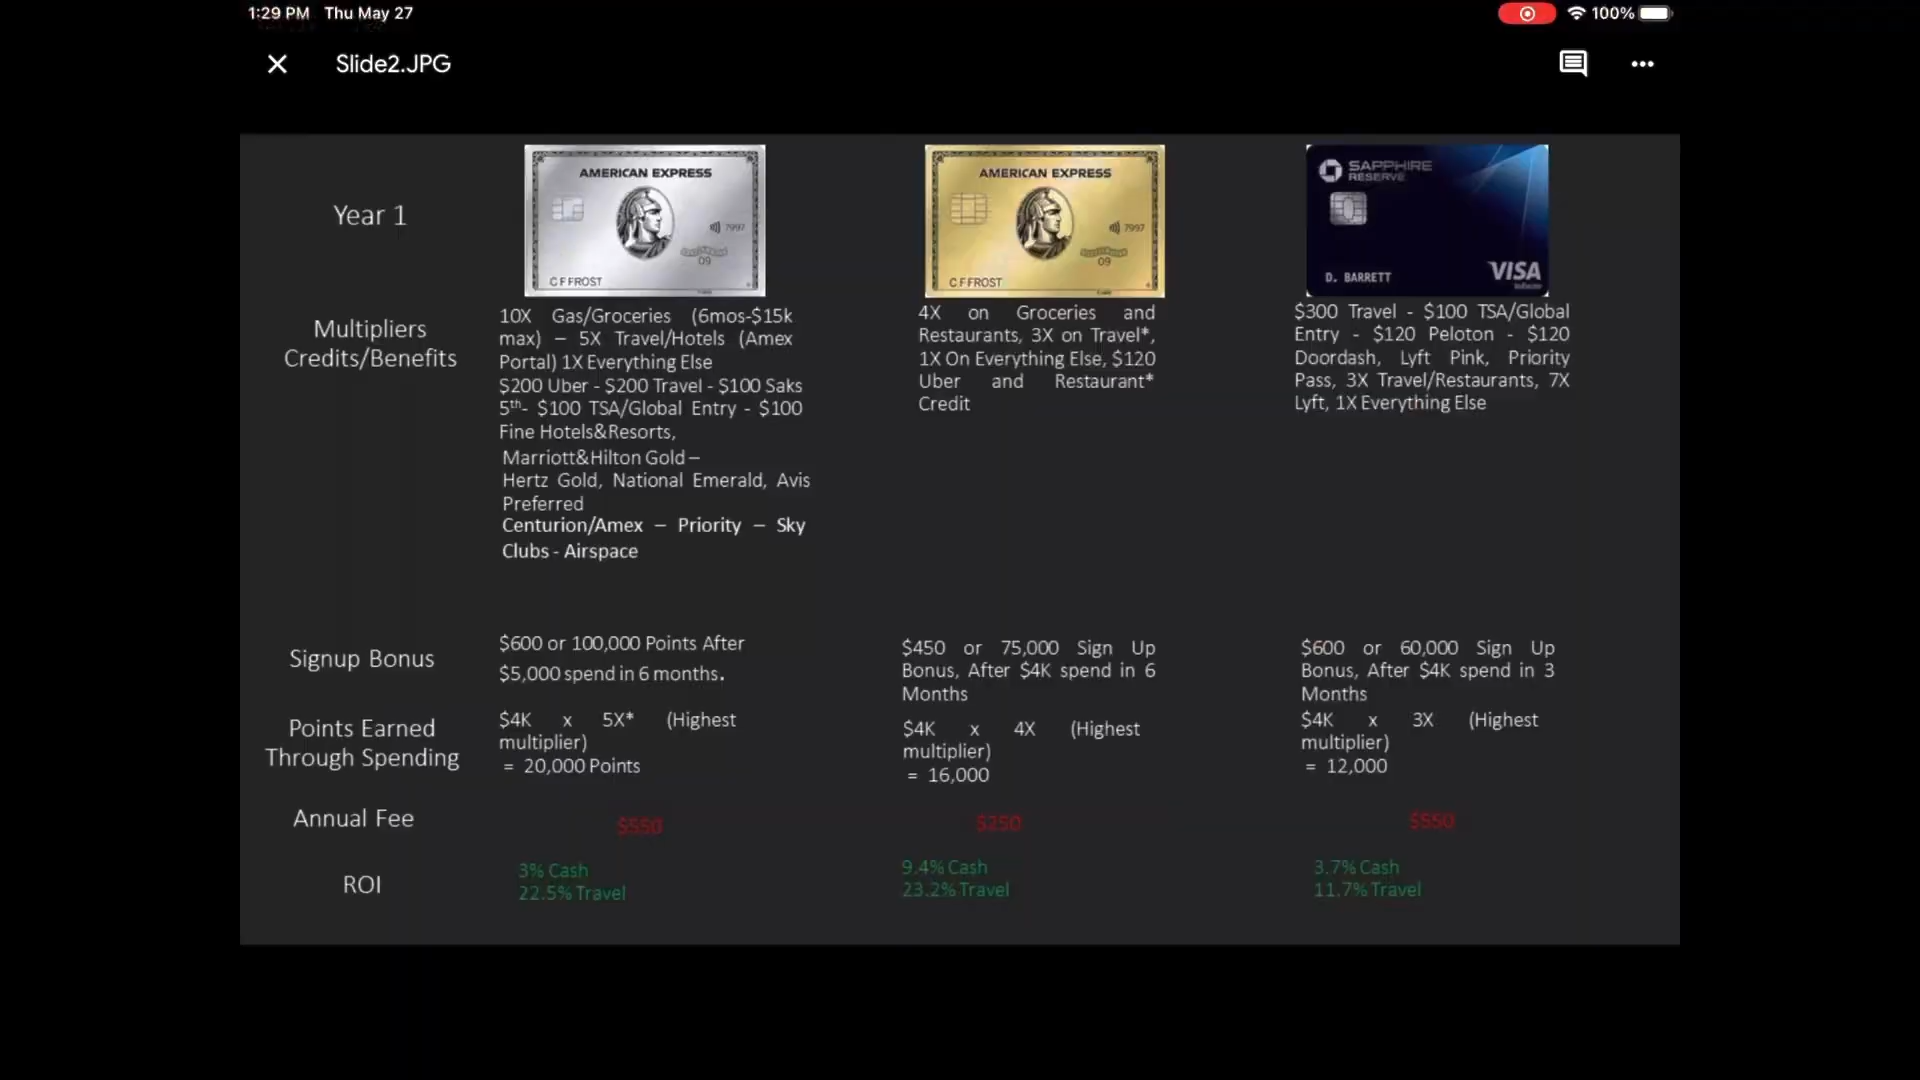 1:29 PM Thu May 27
100%
Slide2.JPG
Year 1
AMERICAN EXPRESS
7997
09
C F FROST
AMERICAN EXPRESS
7997
09
C F FROST
SAPPHIRE
RESERVE
D. BARRETT
VISA
Infinite
Multipliers
Credits/Benefits
10X Gas/Groceries (6mos-$15k
max) – 5X Travel/Hotels (Amex
Portal) 1X Everything Else
$200 Uber - $200 Travel - $100 Saks
5th- $100 TSA/Global Entry - $100
Fine Hotels&Resorts,
Marriott&Hilton Gold –
Hertz Gold, National Emerald, Avis
Preferred
Centurion/Amex – Priority – Sky
Clubs - Airspace
4X on Groceries and
Restaurants, 3X on Travel*,
1X On Everything Else, $120
Uber and Restaurant*
Credit
$300 Travel - $100 TSA/Global
Entry - $120 Peloton - $120
Doordash, Lyft Pink, Priority
Pass, 3X Travel/Restaurants, 7X
Lyft, 1X Everything Else
Signup Bonus
$600 or 100,000 Points After
$5,000 spend in 6 months.
$450 or 75,000 Sign Up
Bonus, After $4K spend in 6
Months
$600 or 60,000 Sign Up
Bonus, After $4K spend in 3
Months
Points Earned
Through Spending
$4K x 5X* (Highest
multiplier)
= 20,000 Points
$4K x 4X (Highest
multiplier)
= 16,000
$4K x 3X (Highest
multiplier)
= 12,000
Annual Fee
$550
$250
$550
ROI
3% Cash
22.5% Travel
9.4% Cash
23.2% Travel
3.7% Cash
11.7% Travel